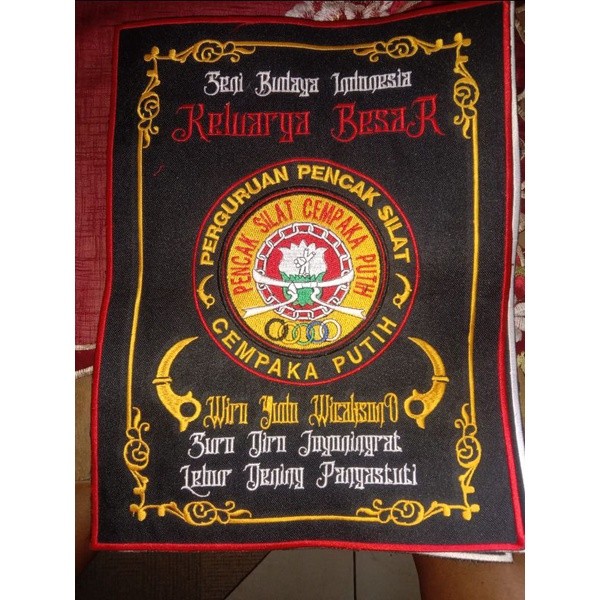 Seni Budaya Indonesia
Keluarga Besar
PERGURUAN PENCAK SILAT
PENCAK SILAT CEMPAKA PUTIH
CEMPAKA PUTIH
Wiro Yudo Wicaksono
Suro Diro Joyoningrat
Lebur Dening Pangastuti